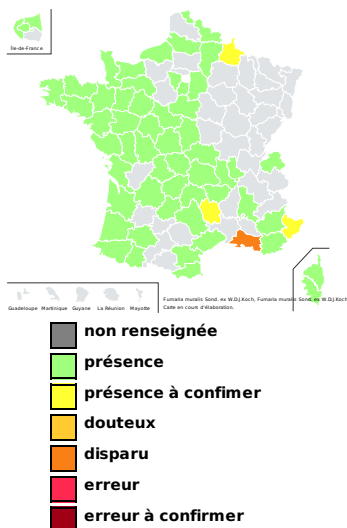 Île-de-France
Guadeloupe Martinique Guyane La Réunion Mayotte
Fumaria muralis Sond. ex W.D.J.Koch, Fumaria muralis Sond. ex W.D.J.Koch
Carte en cours d'élaboration.
non renseignée
présence
présence à confimer
douteux
disparu
erreur
erreur à confirmer